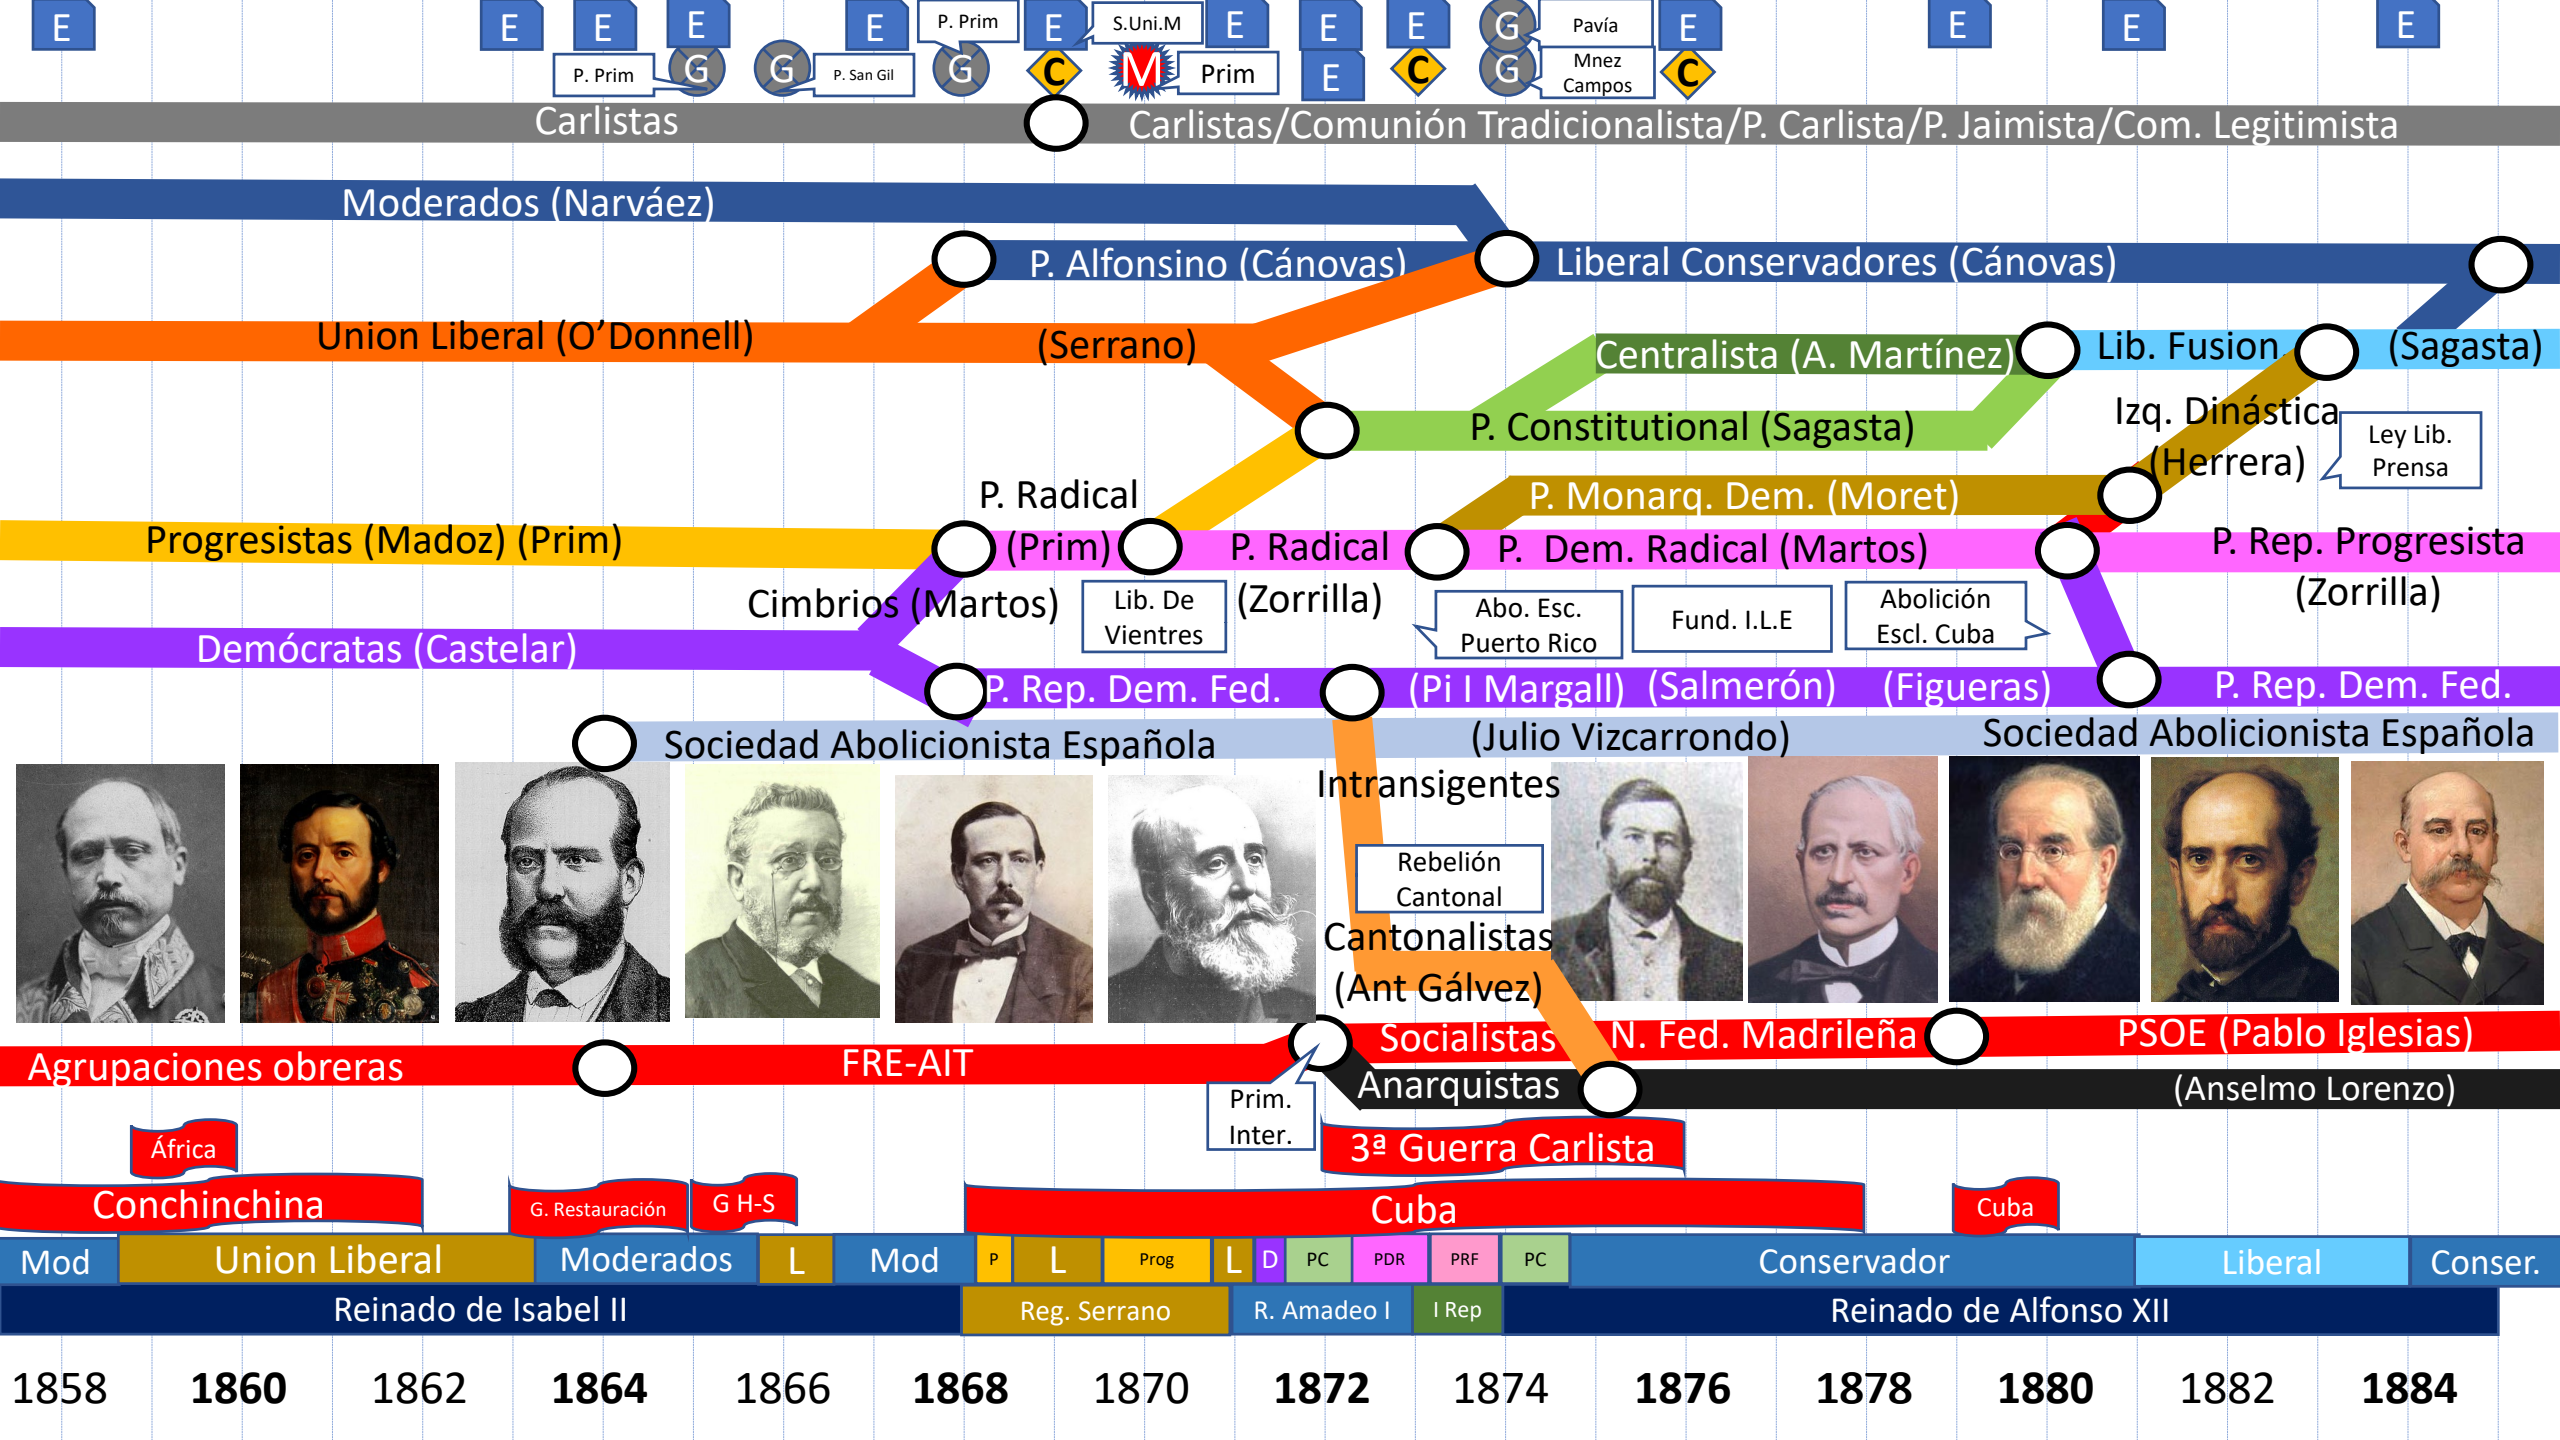 E E E E E E E E E E E E E E
P. Prim
S.Uni.M
G
Pavía
E
P. Prim
G
G
P. San Gil
G
C
M
Prim
C
G
Mnez
Campos
C
Carlistas
Carlistas/Comunión Tradicionalista/P. Carlista/P. Jaimista/Com. Legitimista
Moderados (Narváez)
P. Alfonsino (Cánovas)
Liberal Conservadores (Cánovas)
Union Liberal (O’Donnell)
(Serrano)
Centralista (A. Martínez)
Lib. Fusion.
(Sagasta)
P. Constitutional (Sagasta)
Izq. Dinástica
(Herrera)
Ley Lib.
Prensa
P. Radical
(Prim)
P. Monarq. Dem. (Moret)
Progresistas (Madoz) (Prim)
P. Radical
(Zorrilla)
P. Dem. Radical (Martos)
P. Rep. Progresista
(Zorrilla)
Cimbrios (Martos)
Lib. De
Vientres
Abo. Esc.
Puerto Rico
Fund. I.L.E
Abolición
Escl. Cuba
Demócratas (Castelar)
P. Rep. Dem. Fed.
(Pi I Margall)
(Salmerón)
(Figueras)
P. Rep. Dem. Fed.
Sociedad Abolicionista Española
(Julio Vizcarrondo)
Sociedad Abolicionista Española
Intransigentes
Rebelión
Cantonal
Cantonalistas
(Ant Gálvez)
Agrupaciones obreras
FRE-AIT
Socialistas
N. Fed. Madrileña
PSOE (Pablo Iglesias)
Anarquistas
(Anselmo Lorenzo)
Prim.
Inter.
África
3ª Guerra Carlista
Conchinchina
G. Restauración
G H-S
Cuba
Cuba
Mod
Union Liberal
Moderados
L
Mod
P
L
Prog
L
D
PC
PDR
PRF
PC
Conservador
Liberal
Conser.
Reinado de Isabel II
Reg. Serrano
R. Amadeo I
I Rep
Reinado de Alfonso XII
1858 1860 1862 1864 1866 1868 1870 1872 1874 1876 1878 1880 1882 1884